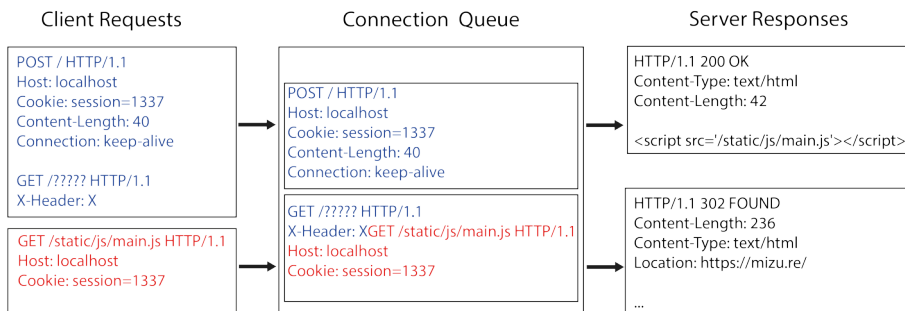 Client Requests
Connection Queue
Server Responses
POST / HTTP/1.1
Host: localhost
Cookie: session=1337
Content-Length: 40
Connection: keep-alive
GET /????? HTTP/1.1
X-Header: X
GET /static/js/main.js HTTP/1.1
Host: localhost
Cookie: session=1337
POST / HTTP/1.1
Host: localhost
Cookie: session=1337
Content-Length: 40
Connection: keep-alive
GET /????? HTTP/1.1
X-Header: XGET /static/js/main.js HTTP/1.1
Host: localhost
Cookie: session=1337
HTTP/1.1 200 OK
Content-Type: text/html
Content-Length: 42
<script src='/static/js/main.js'></script>
HTTP/1.1 302 FOUND
Content-Length: 236
Content-Type: text/html
Location: https://mizu.re/
...